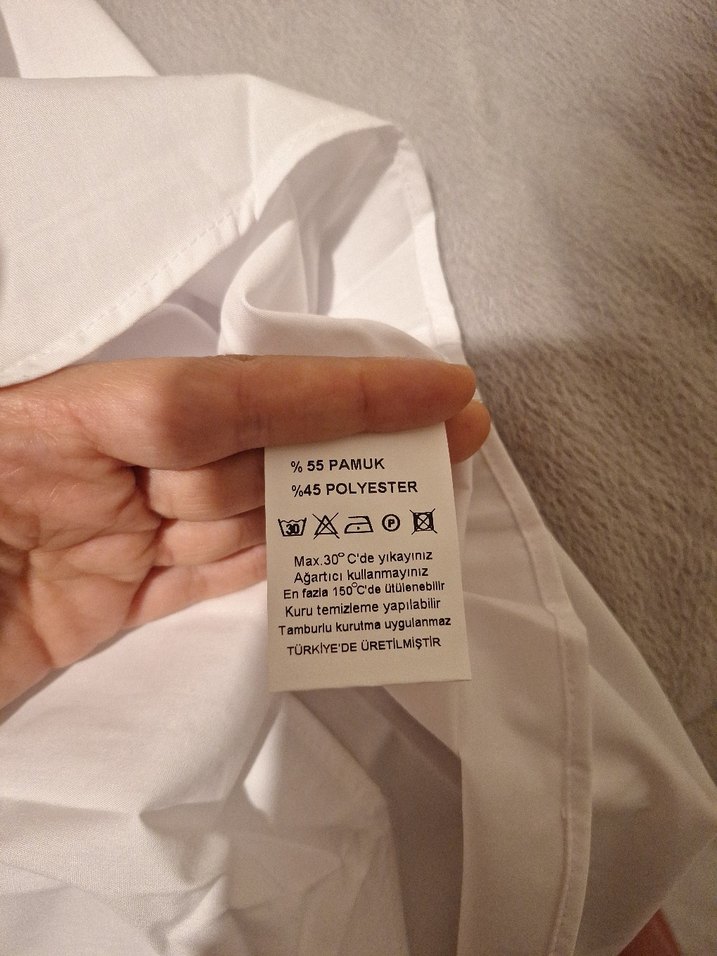 % 55 PAMUK
%45 POLYESTER
30 P
Max.30°C'de yıkayınız
Ağartıcı kullanmayınız
En fazla 150°C'de ütülenebilir
Kuru temizleme yapılabilir
Tamburlu kurutma uygulanmaz
TÜRKİYE'DE ÜRETİLMİŞTİR